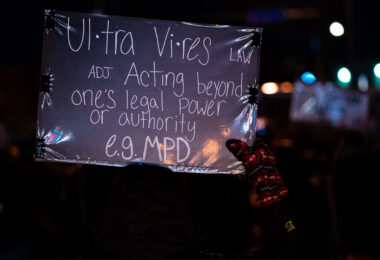 Ul·tra Vi·res LAW
ADJ. Acting beyond
one's legal power
or authority
e.g. MPD